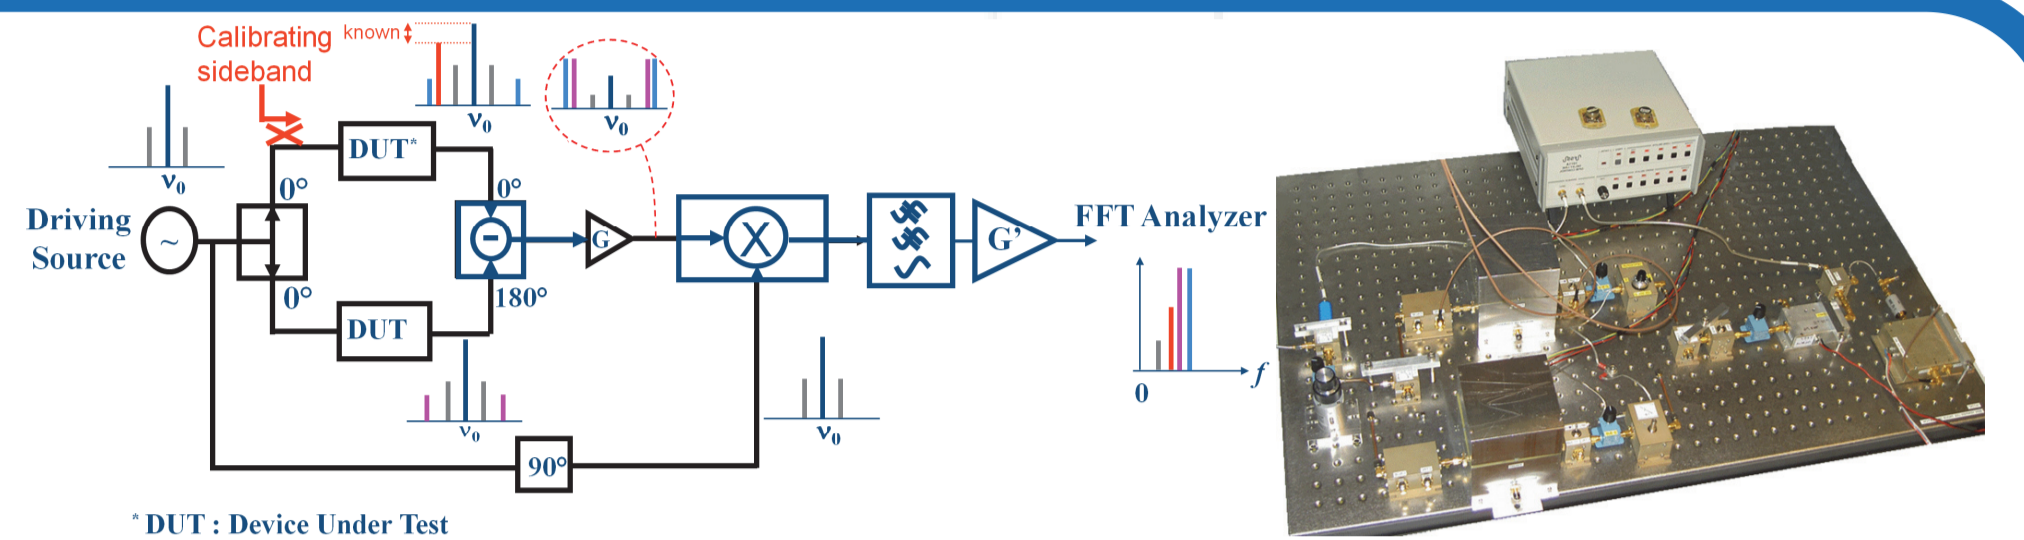 Calibrating
sideband
known
ν0
ν0
ν0
DUT*
0°
0°
Driving
Source
~
-
G
X
G’
FFT Analyzer
0°
180°
DUT
f
0
ν0
ν0
90°
* DUT : Device Under Test